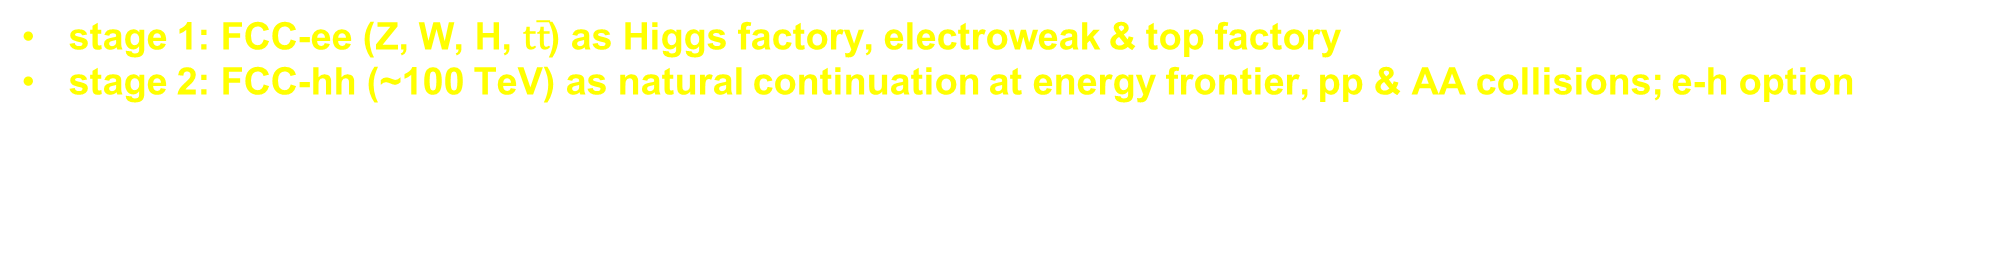 • stage 1: FCC-ee (Z, W, H, tt̅) as Higgs factory, electroweak & top factory
• stage 2: FCC-hh (~100 TeV) as natural continuation at energy frontier, pp & AA collisions; e-h option